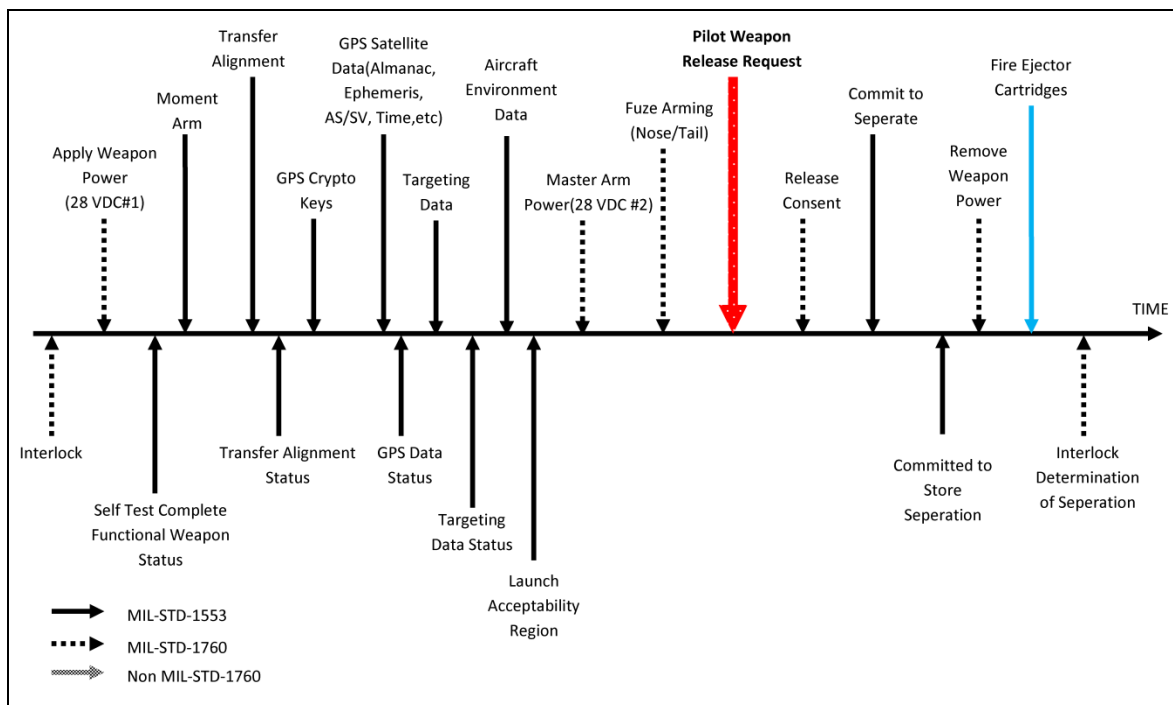 Transfer
Alignment
Moment
Arm
Apply Weapon
Power
(28 VDC#1)
GPS Crypto
Keys
GPS Satellite
Data(Almanac,
Ephemeris,
AS/SV, Time,etc)
Targeting
Data
Aircraft
Environment
Data
Master Arm
Power(28 VDC #2)
Fuze Arming
(Nose/Tail)
Pilot Weapon
Release Request
Release
Consent
Commit to
Seperate
Remove
Weapon
Power
Fire Ejector
Cartridges
TIME
Interlock
Self Test Complete
Functional Weapon
Status
Transfer Alignment
Status
GPS Data
Status
Targeting
Data Status
Launch
Acceptability
Region
Committed to
Store
Seperation
Interlock
Determination
of Seperation
MIL-STD-1553
MIL-STD-1760
Non MIL-STD-1760